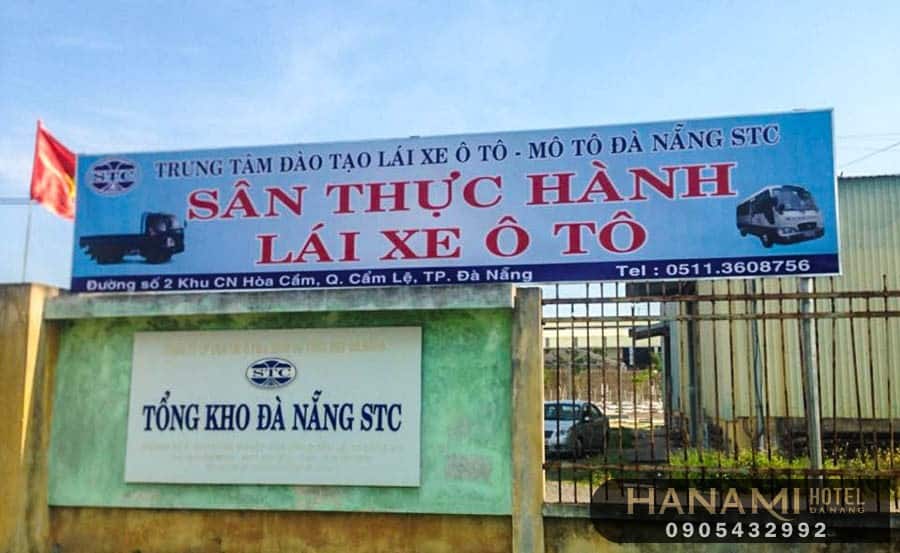 STC
TRUNG TÂM ĐÀO TẠO LÁI XE Ô TÔ - MÔ TÔ ĐÀ NẴNG STC
SÂN THỰC HÀNH
LÁI XE Ô TÔ
Đường số 2 Khu CN Hòa Cầm, Q. Cẩm Lệ, TP. Đà Nẵng
Tel : 0511.3608756
STC
TỔNG KHO ĐÀ NẴNG STC
HANAMI HOTEL
DANANG
0905432992